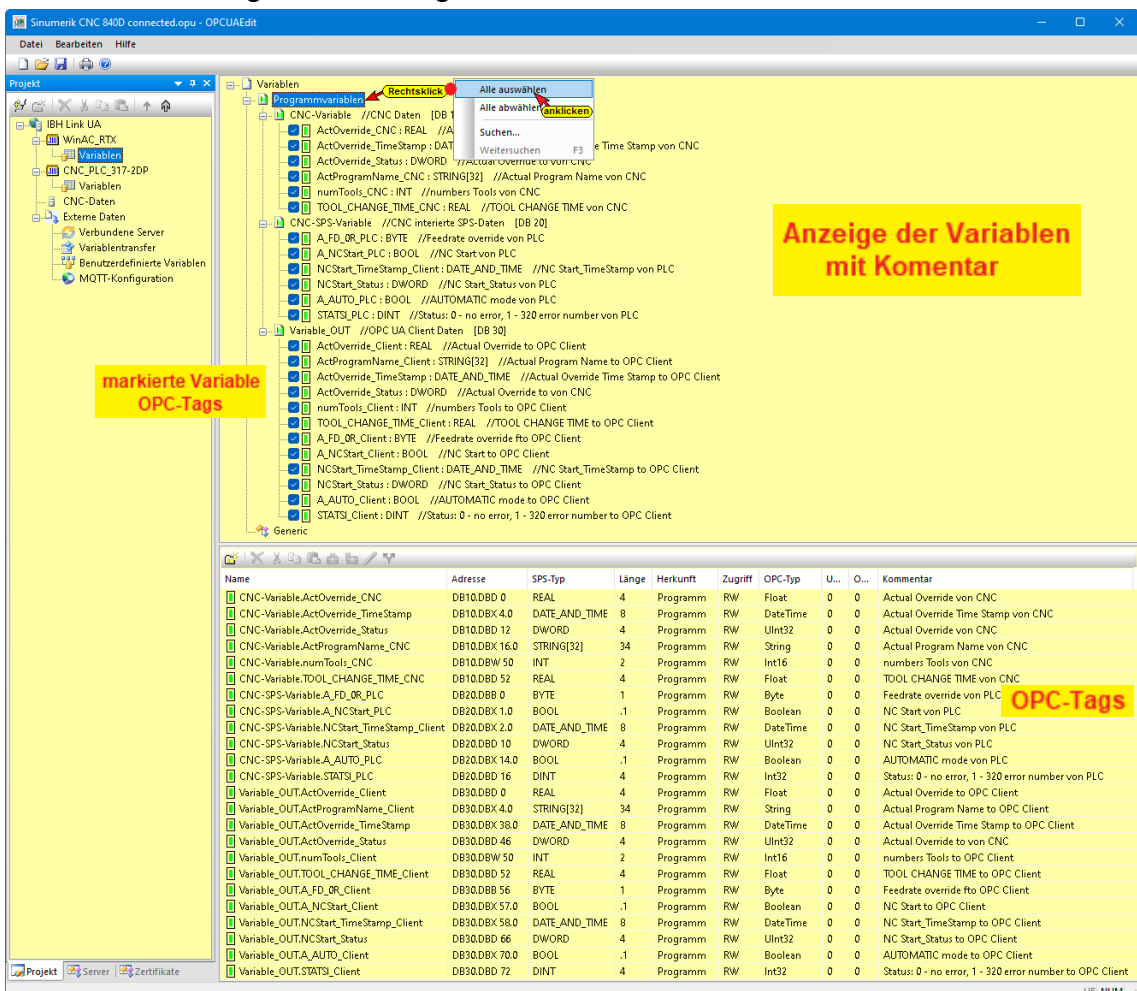 Sinumerik CNC 840D connected.opu - OPCUAEdit
Datei Bearbeiten Hilfe
Projekt
IBH Link UA
WinAC_RTX
Variablen
CNC_PLC_317-2DP
Variablen
CNC-Daten
Externe Daten
Verbundene Server
Variablentransfer
Benutzerdefinierte Variablen
MQTT-Konfiguration
markierte Variable
OPC-Tags
Projekt Server Zertifikate
Variablen
Programmvariablen
Rechtsklick
Alle auswählen
Alle abwählen
anklicken
Suchen...
Weitersuchen F3
CNC-Variable //CNC Daten [DB 1
ActOverride_CNC : REAL //A
ActOverride_TimeStamp : DAT e Time Stamp von CNC
ActOverride_Status : DWORD //Actual Override to von CNC
ActProgramName_CNC : STRING[32] //Actual Program Name von CNC
numTools_CNC : INT //numbers Tools von CNC
TOOL_CHANGE_TIME_CNC : REAL //TOOL CHANGE TIME von CNC
CNC-SPS-Variable //CNC interierte SPS-Daten [DB 20]
A_FD_0R_PLC : BYTE //Feedrate override von PLC
A_NCStart_PLC : BOOL //NC Start von PLC
NCStart_TimeStamp_Client : DATE_AND_TIME //NC Start_TimeStamp von PLC
NCStart_Status : DWORD //NC Start_Status von PLC
A_AUTO_PLC : BOOL //AUTOMATIC mode von PLC
STATSI_PLC : DINT //Status: 0 - no error, 1 - 320 error number von PLC
Variable_OUT //OPC UA Client Daten [DB 30]
ActOverride_Client : REAL //Actual Override to OPC Client
ActProgramName_Client : STRING[32] //Actual Program Name to OPC Client
ActOverride_TimeStamp : DATE_AND_TIME //Actual Override Time Stamp to OPC Client
ActOverride_Status : DWORD //Actual Override to von CNC
numTools_Client : INT //numbers Tools to OPC Client
TOOL_CHANGE_TIME_Client : REAL //TOOL CHANGE TIME to OPC Client
A_FD_0R_Client : BYTE //Feedrate override fto OPC Client
A_NCStart_Client : BOOL //NC Start to OPC Client
NCStart_TimeStamp_Client : DATE_AND_TIME //NC Start_TimeStamp to OPC Client
NCStart_Status : DWORD //NC Start_Status to OPC Client
A_AUTO_Client : BOOL //AUTOMATIC mode to OPC Client
STATSI_Client : DINT //Status: 0 - no error, 1 - 320 error number to OPC Client
Generic
Anzeige der Variablen
mit Komentar
Name Adresse SPS-Typ Länge Herkunft Zugriff OPC-Typ U... O... Kommentar
CNC-Variable.ActOverride_CNC DB10.DBD 0 REAL 4 Programm RW Float 0 0 Actual Override von CNC
CNC-Variable.ActOverride_TimeStamp DB10.DBX 4.0 DATE_AND_TIME 8 Programm RW DateTime 0 0 Actual Override Time Stamp von CNC
CNC-Variable.ActOverride_Status DB10.DBD 12 DWORD 4 Programm RW UInt32 0 0 Actual Override von CNC
CNC-Variable.ActProgramName_CNC DB10.DBX 16.0 STRING[32] 34 Programm RW String 0 0 Actual Program Name von CNC
CNC-Variable.numTools_CNC DB10.DBW 50 INT 2 Programm RW Int16 0 0 numbers Tools von CNC
CNC-Variable.TOOL_CHANGE_TIME_CNC DB10.DBD 52 REAL 4 Programm RW Float 0 0 TOOL CHANGE TIME von CNC
CNC-SPS-Variable.A_FD_0R_PLC DB20.DBB 0 BYTE 1 Programm RW Byte 0 0 Feedrate override von PLC
CNC-SPS-Variable.A_NCStart_PLC DB20.DBX 1.0 BOOL .1 Programm RW Boolean 0 0 NC Start von PLC
OPC-Tags
CNC-SPS-Variable.NCStart_TimeStamp_Client DB20.DBX 2.0 DATE_AND_TIME 8 Programm RW DateTime 0 0 NC Start_TimeStamp von PLC
CNC-SPS-Variable.NCStart_Status DB20.DBD 10 DWORD 4 Programm RW UInt32 0 0 NC Start_Status von PLC
CNC-SPS-Variable.A_AUTO_PLC DB20.DBX 14.0 BOOL .1 Programm RW Boolean 0 0 AUTOMATIC mode von PLC
CNC-SPS-Variable.STATSI_PLC DB20.DBD 16 DINT 4 Programm RW Int32 0 0 Status: 0 - no error, 1 - 320 error number von PLC
Variable_OUT.ActOverride_Client DB30.DBD 0 REAL 4 Programm RW Float 0 0 Actual Override to OPC Client
Variable_OUT.ActProgramName_Client DB30.DBX 4.0 STRING[32] 34 Programm RW String 0 0 Actual Program Name to OPC Client
Variable_OUT.ActOverride_TimeStamp DB30.DBX 38.0 DATE_AND_TIME 8 Programm RW DateTime 0 0 Actual Override Time Stamp to OPC Client
Variable_OUT.ActOverride_Status DB30.DBD 46 DWORD 4 Programm RW UInt32 0 0 Actual Override to von CNC
Variable_OUT.numTools_Client DB30.DBW 50 INT 2 Programm RW Int16 0 0 numbers Tools to OPC Client
Variable_OUT.TOOL_CHANGE_TIME_Client DB30.DBD 52 REAL 4 Programm RW Float 0 0 TOOL CHANGE TIME to OPC Client
Variable_OUT.A_FD_0R_Client DB30.DBB 56 BYTE 1 Programm RW Byte 0 0 Feedrate override fto OPC Client
Variable_OUT.A_NCStart_Client DB30.DBX 57.0 BOOL .1 Programm RW Boolean 0 0 NC Start to OPC Client
Variable_OUT.NCStart_TimeStamp_Client DB30.DBX 58.0 DATE_AND_TIME 8 Programm RW DateTime 0 0 NC Start_TimeStamp to OPC Client
Variable_OUT.NCStart_Status DB30.DBD 66 DWORD 4 Programm RW UInt32 0 0 NC Start_Status to OPC Client
Variable_OUT.A_AUTO_Client DB30.DBX 70.0 BOOL .1 Programm RW Boolean 0 0 AUTOMATIC mode to OPC Client
Variable_OUT.STATSI_Client DB30.DBD 72 DINT 4 Programm RW Int32 0 0 Status: 0 - no error, 1 - 320 error number to OPC Client